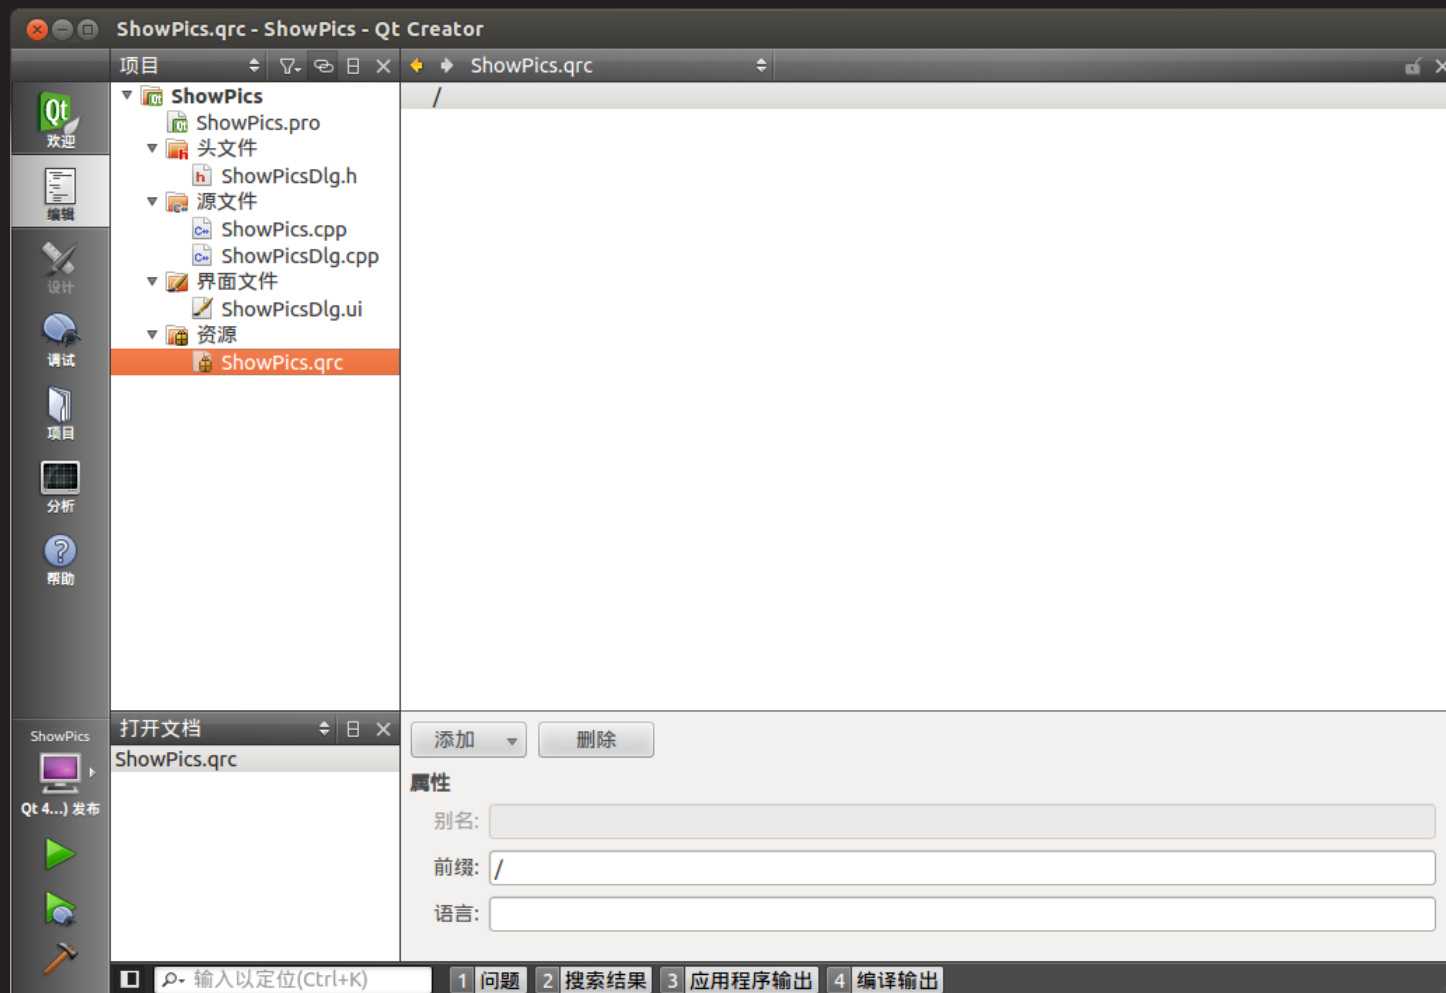 ShowPics.qrc - ShowPics - Qt Creator
项目
ShowPics.qrc
Qt
欢迎
编辑
设计
调试
项目
分析
帮助
ShowPics
ShowPics.pro
头文件
ShowPicsDlg.h
源文件
ShowPics.cpp
ShowPicsDlg.cpp
界面文件
ShowPicsDlg.ui
资源
ShowPics.qrc
/
打开文档
ShowPics.qrc
添加
删除
属性
别名:
前缀: /
语言:
ShowPics
Qt 4...) 发布
输入以定位(Ctrl+K)
1 问题
2 搜索结果
3 应用程序输出
4 编译输出